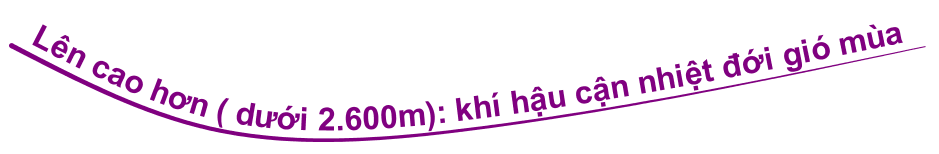 Lên cao hơn ( dưới 2.600m): khí hậu cận nhiệt đới gió mùa